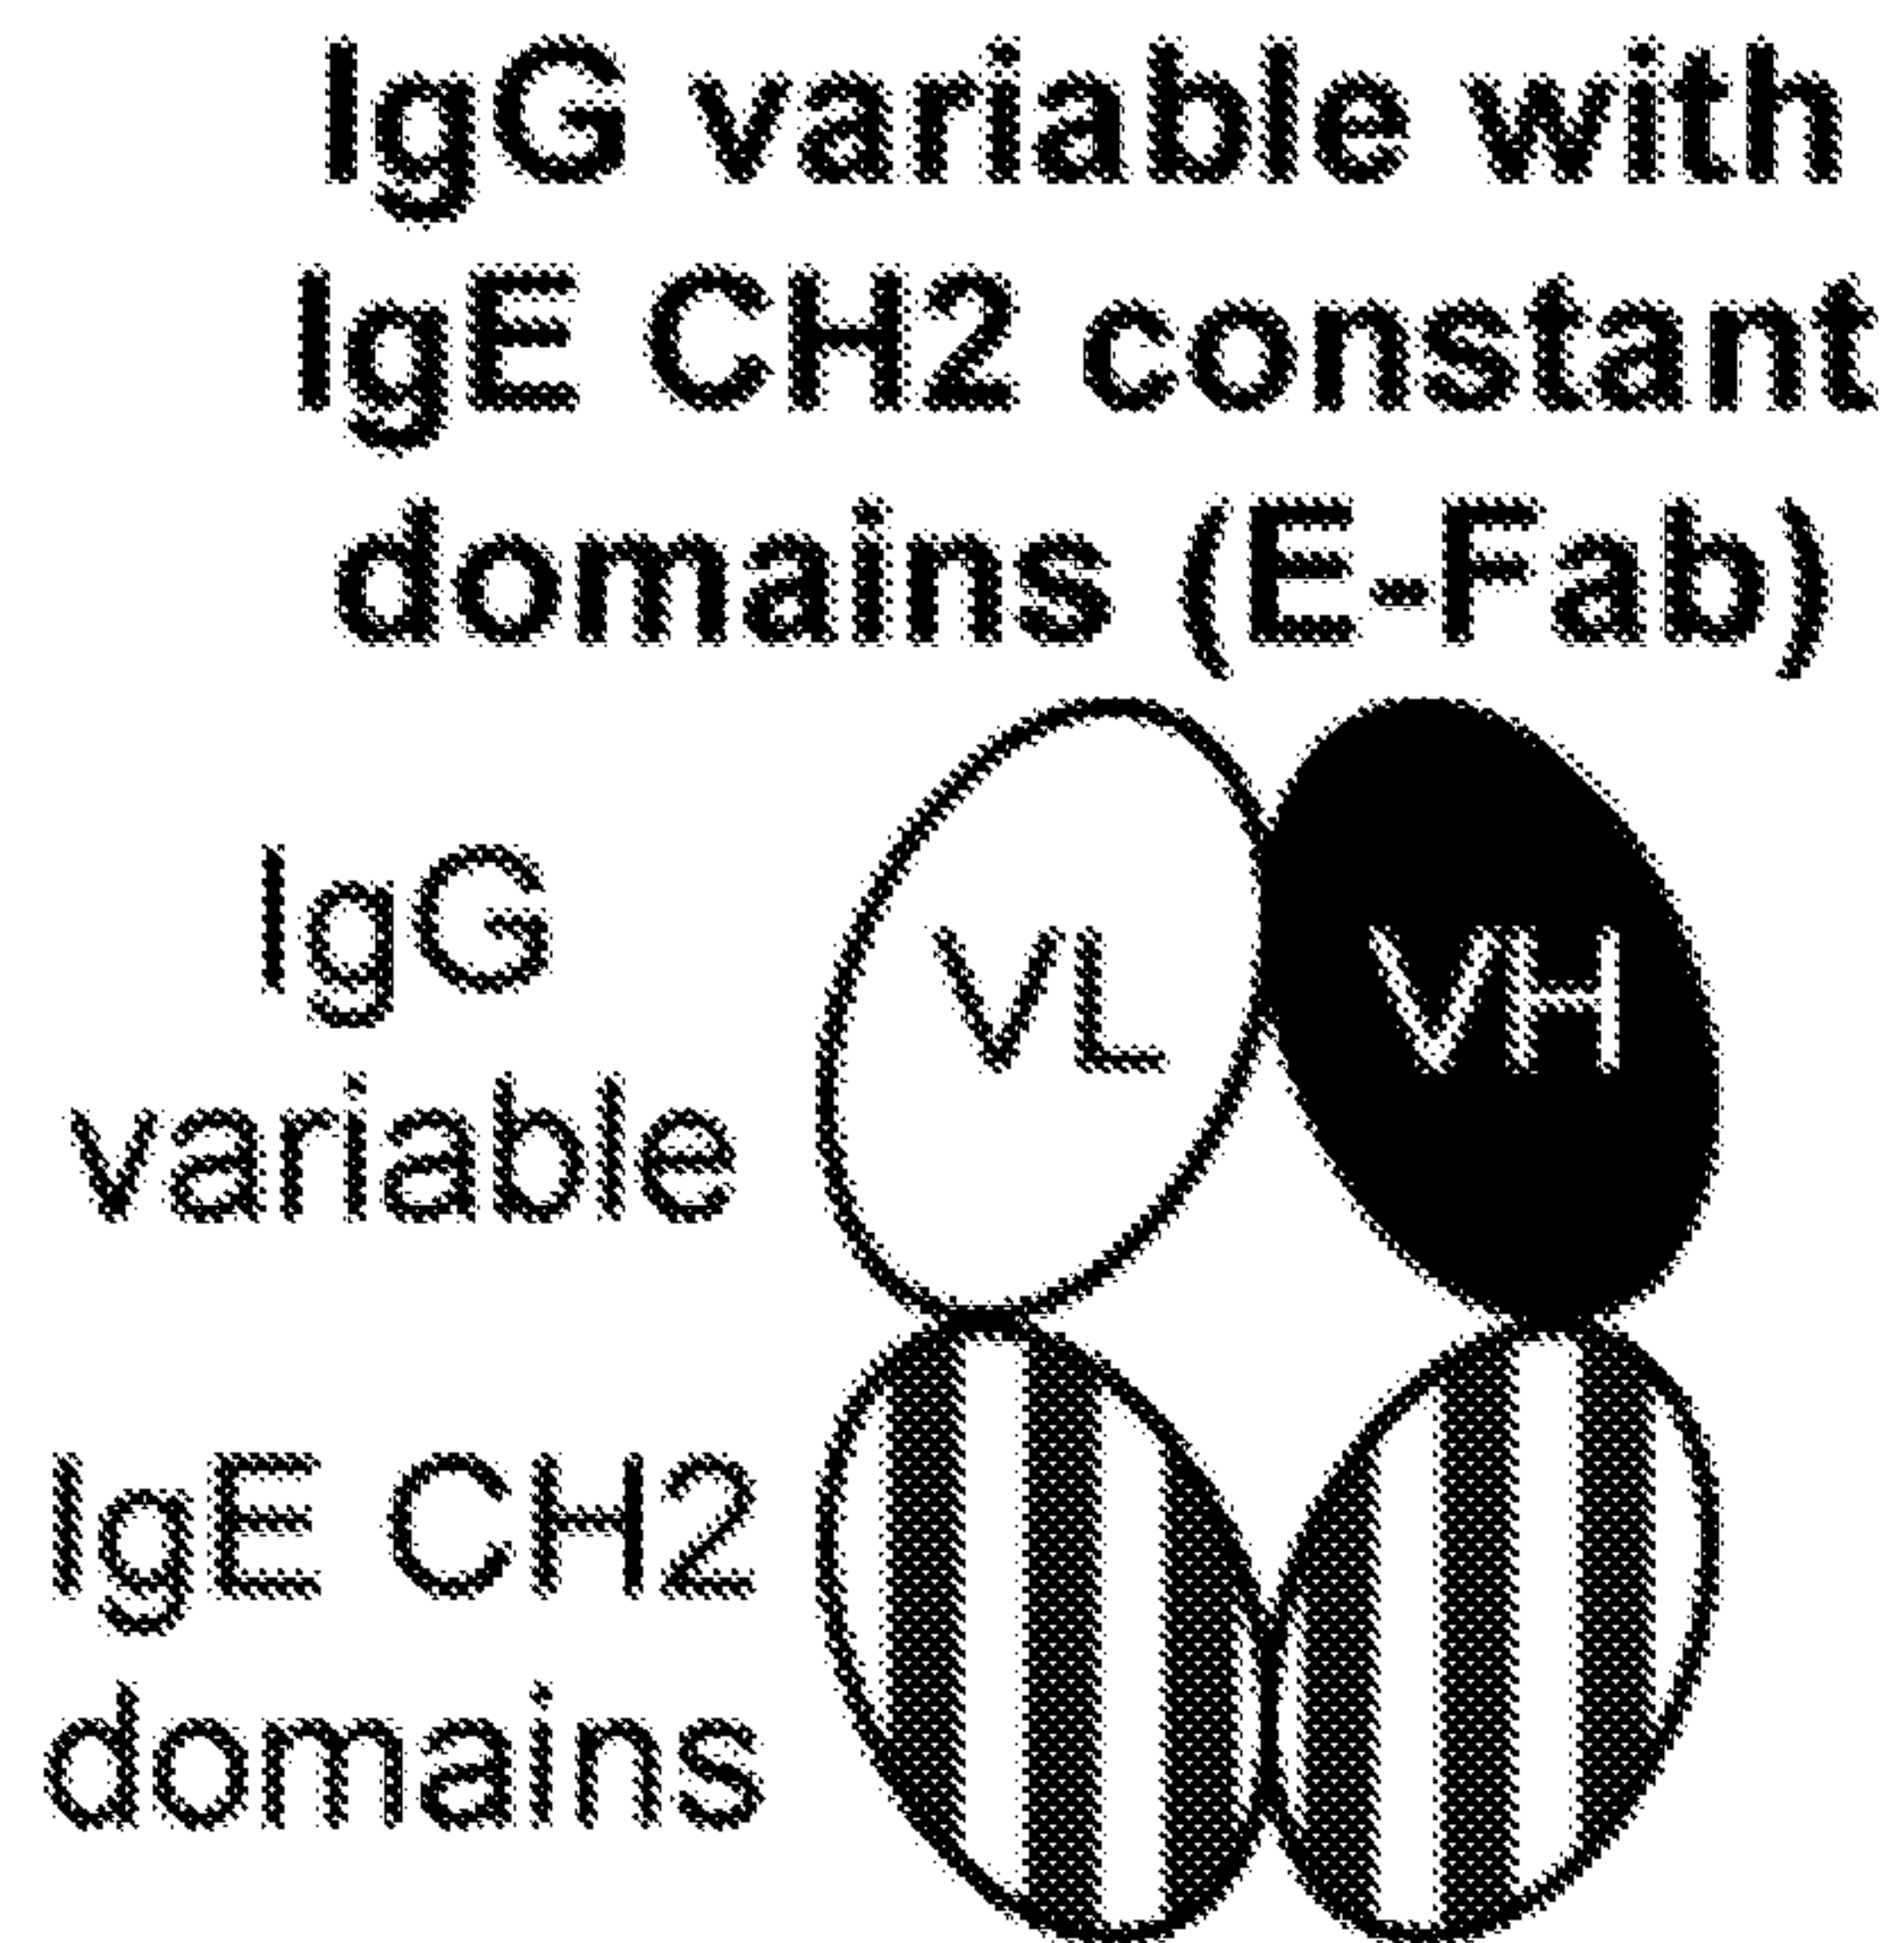 IgG variable with
IgE CH2 constant
domains (E-Fab)
IgG
variable
VL VH
IgE CH2
domains